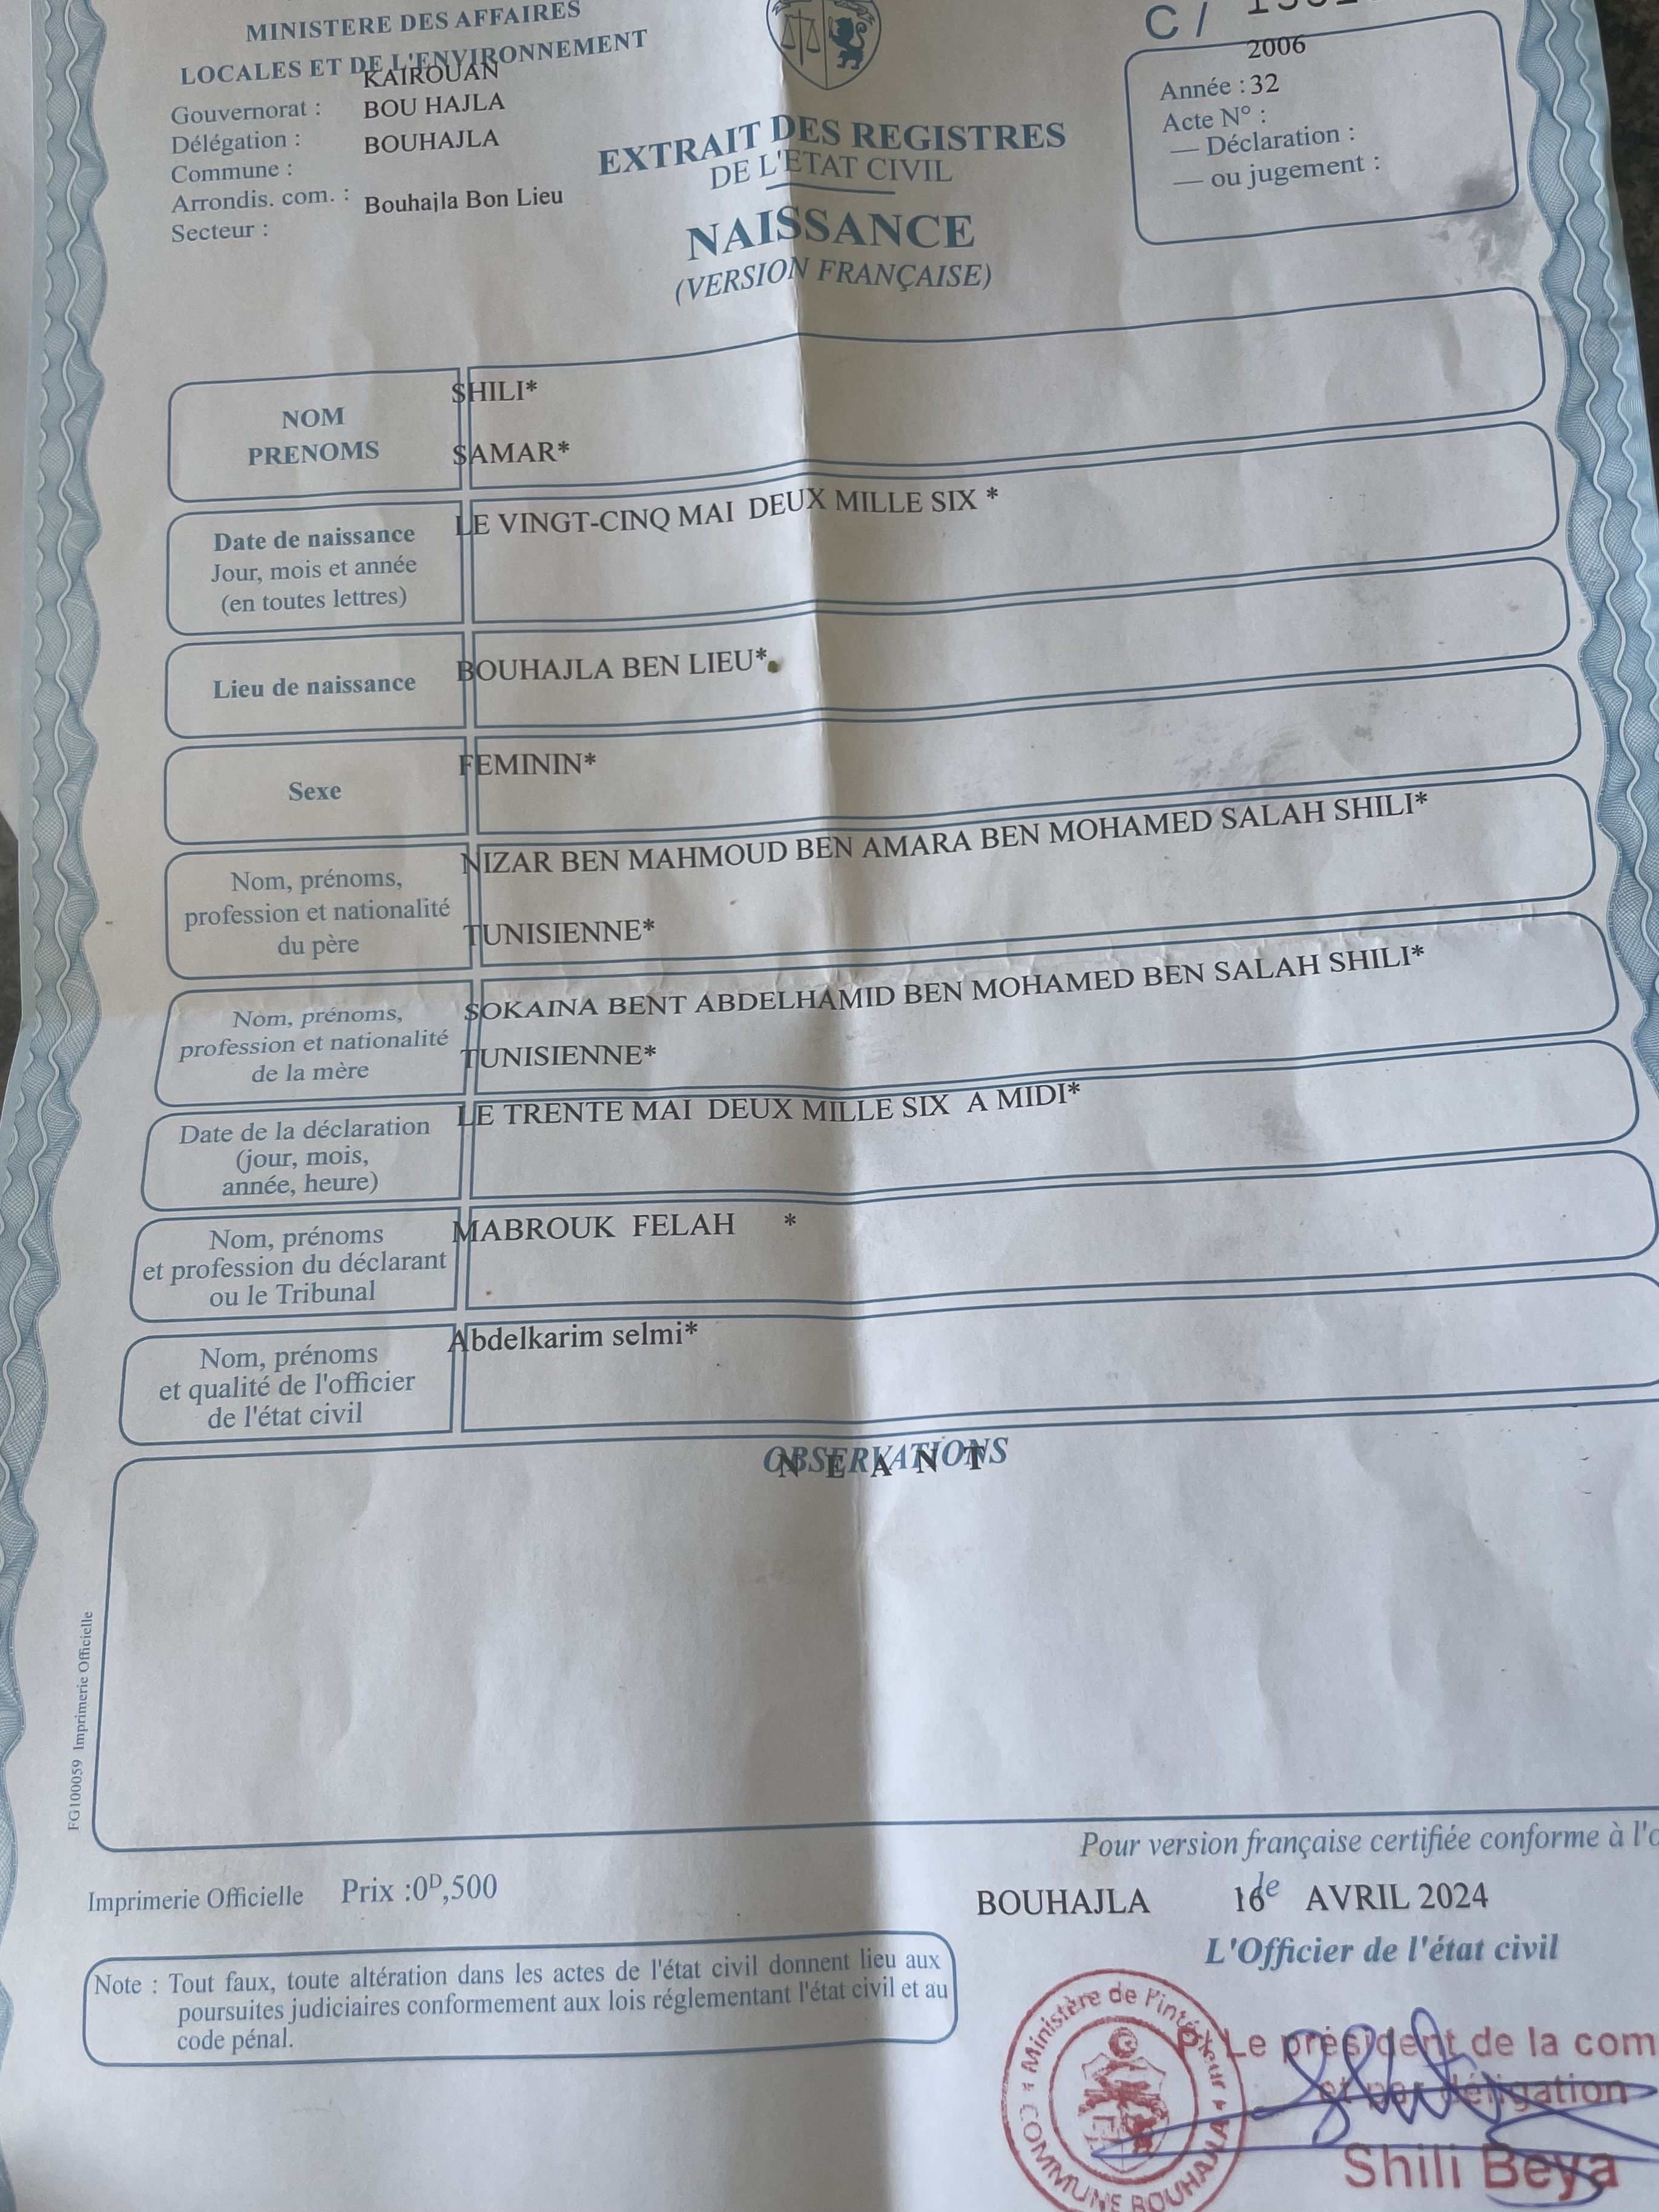 MINISTERE DES AFFAIRES
LOCALES ET DE L'ENVIRONNEMENT
KAIROUAN
Gouvernorat : BOU HAJLA
Délégation : BOUHAJLA
Commune :
Arrondis. com. : Bouhajla Bon Lieu
Secteur :
EXTRAIT DES REGISTRES
DE L'ETAT CIVIL
NAISSANCE
(VERSION FRANÇAISE)
C /
2006
Année : 32
Acte N° :
— Déclaration :
— ou jugement :
NOM
PRENOMS
SHILI*
SAMAR*
Date de naissance
Jour, mois et année
(en toutes lettres)
LE VINGT-CINQ MAI DEUX MILLE SIX *
Lieu de naissance
BOUHAJLA BEN LIEU*
Sexe
FEMININ*
Nom, prénoms,
profession et nationalité
du père
NIZAR BEN MAHMOUD BEN AMARA BEN MOHAMED SALAH SHILI*
TUNISIENNE*
Nom, prénoms,
profession et nationalité
de la mère
SOKAINA BENT ABDELHAMID BEN MOHAMED BEN SALAH SHILI*
TUNISIENNE*
Date de la déclaration
(jour, mois,
année, heure)
LE TRENTE MAI DEUX MILLE SIX A MIDI*
Nom, prénoms
et profession du déclarant
ou le Tribunal
MABROUK FELAH *
Nom, prénoms
et qualité de l'officier
de l'état civil
Abdelkarim selmi*
OBSERVATIONS
N E A N T
FG100059 Imprimerie Officielle
Pour version française certifiée conforme à
Imprimerie Officielle Prix :0ᴰ,500
BOUHAJLA 16 le AVRIL 2024
L'Officier de l'état civil
Note : Tout faux, toute altération dans les actes de l'état civil donnent lieu aux
poursuites judiciaires conformement aux lois réglementant l'état civil et au
code pénal.
Ministère de l'intérieur
COMMUNE BOUHAJLA
P/ Le président de la com
et par déligation
Shili Beya